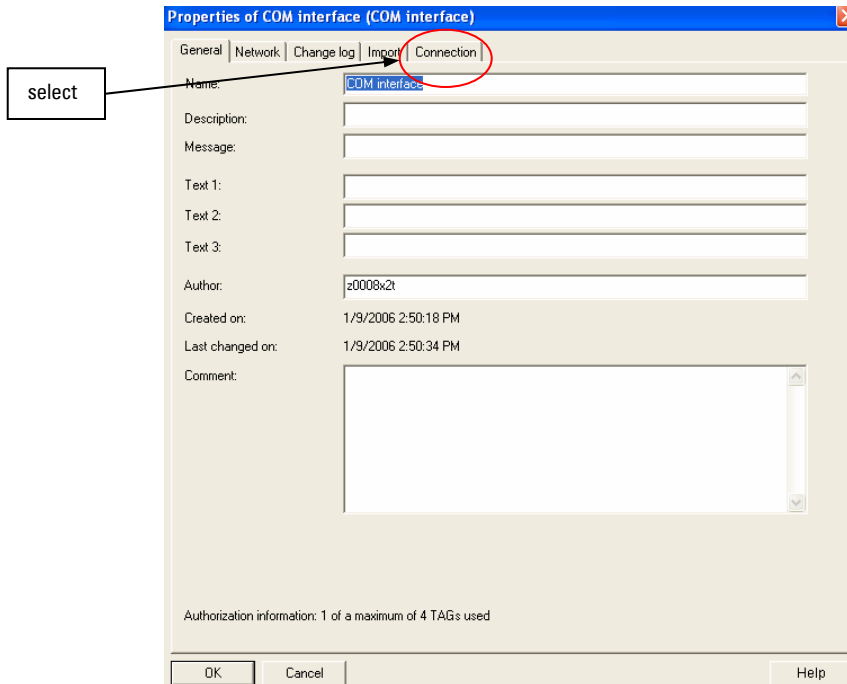 Properties of COM interface (COM interface)
General Network Change log Import Connection
select
Name: COM interface
Description:
Message:
Text 1:
Text 2:
Text 3:
Author: z0008x2t
Created on: 1/9/2006 2:50:18 PM
Last changed on: 1/9/2006 2:50:34 PM
Comment:
Authorization information: 1 of a maximum of 4 TAGs used
OK Cancel Help